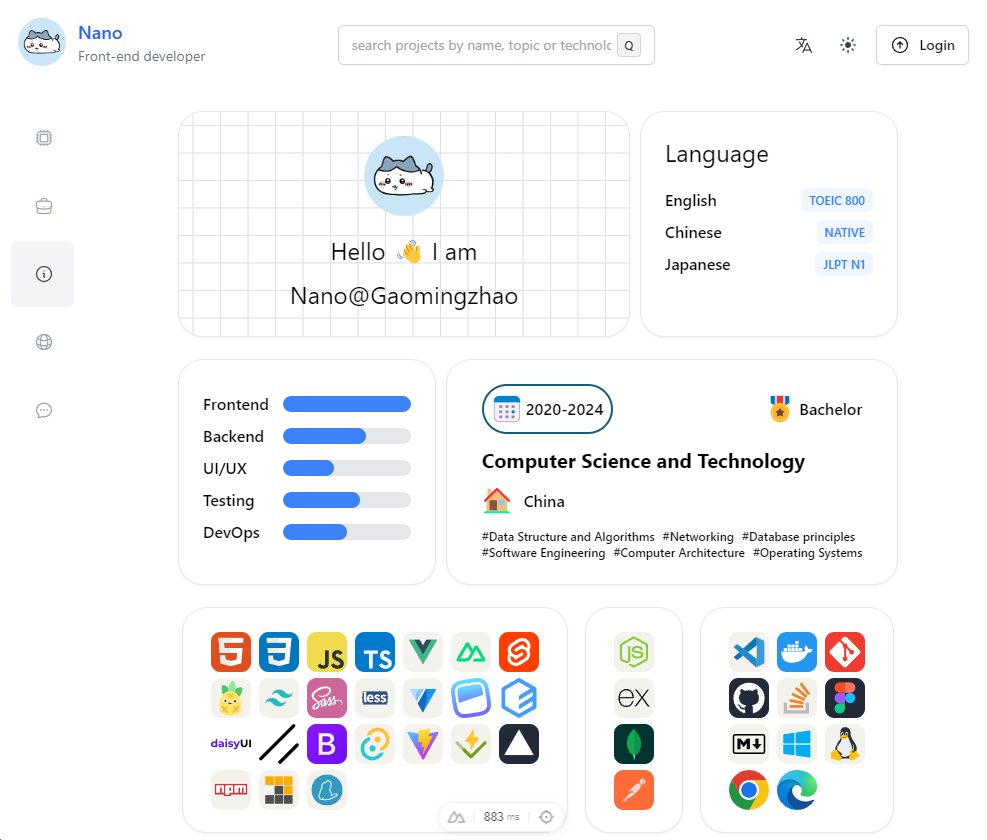 Nano
Front-end developer
search projects by name, topic or technolo
Q
Login
Hello 👋 I am
Nano@Gaomingzhao
Language
English TOEIC 800
Chinese NATIVE
Japanese JLPT N1
Frontend
Backend
UI/UX
Testing
DevOps
2020-2024
Bachelor
Computer Science and Technology
China
#Data Structure and Algorithms #Networking #Database principles
#Software Engineering #Computer Architecture #Operating Systems
JS
TS
Sass
less
daisyUI
B
npm
JS
ex
M
883 ms